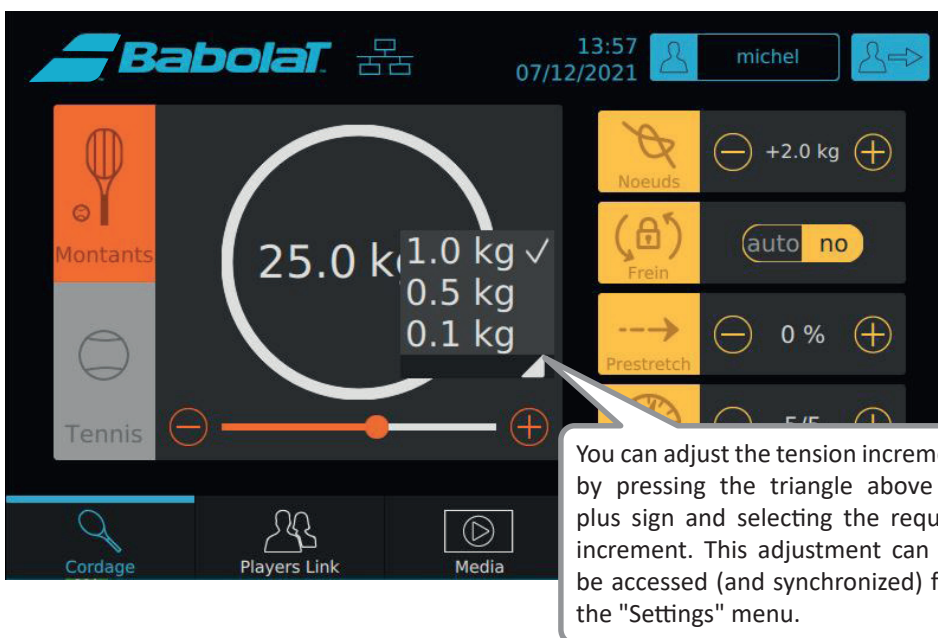 BabolaT
13:57
07/12/2021
michel
Montants
Tennis
25.0 k
1.0 kg ✓
0.5 kg
0.1 kg
Noeuds
+2.0 kg
Frein
auto no
Prestretch
0 %
5/5
You can adjust the tension
by pressing the triangle above
plus sign and selecting the
increment. This adjustment can
be accessed (and synchronized)
the "Settings" menu.
Cordage
Players Link
Media